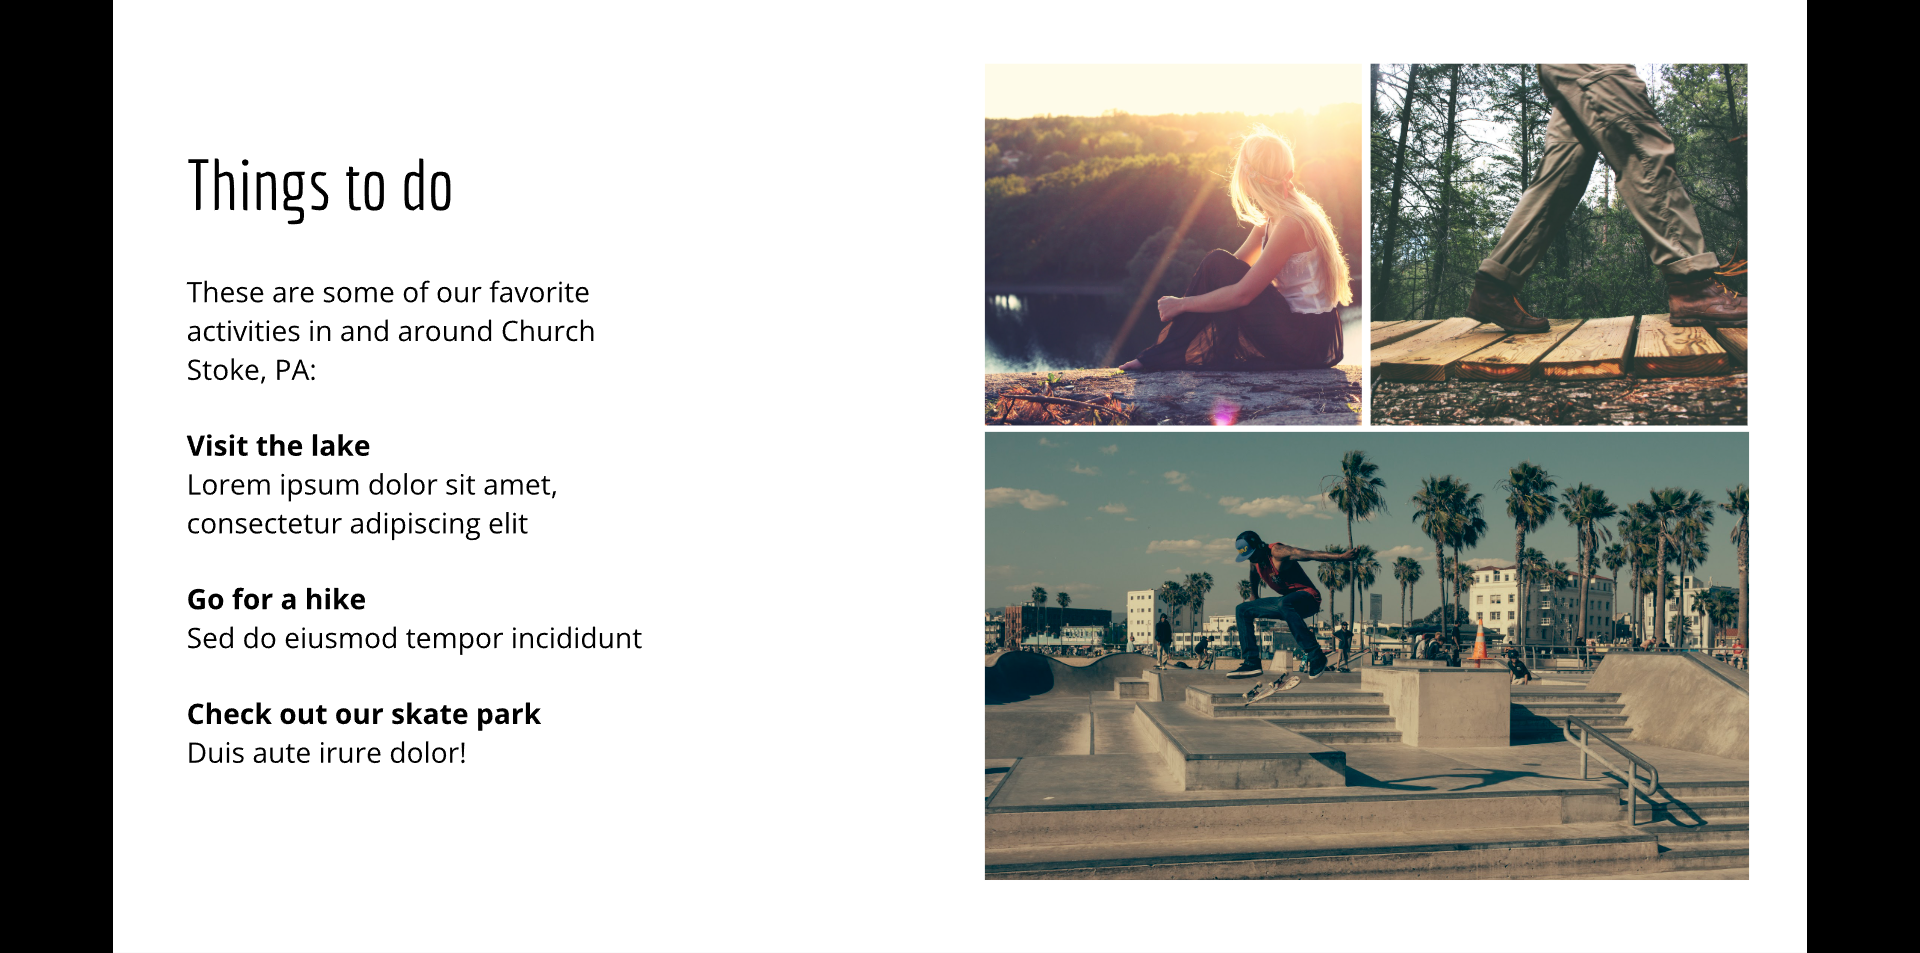 Things to do
These are some of our favorite
activities in and around Church
Stoke, PA:
Visit the lake
Lorem ipsum dolor sit amet,
consectetur adipiscing elit
Go for a hike
Sed do eiusmod tempor incididunt
Check out our skate park
Duis aute irure dolor!